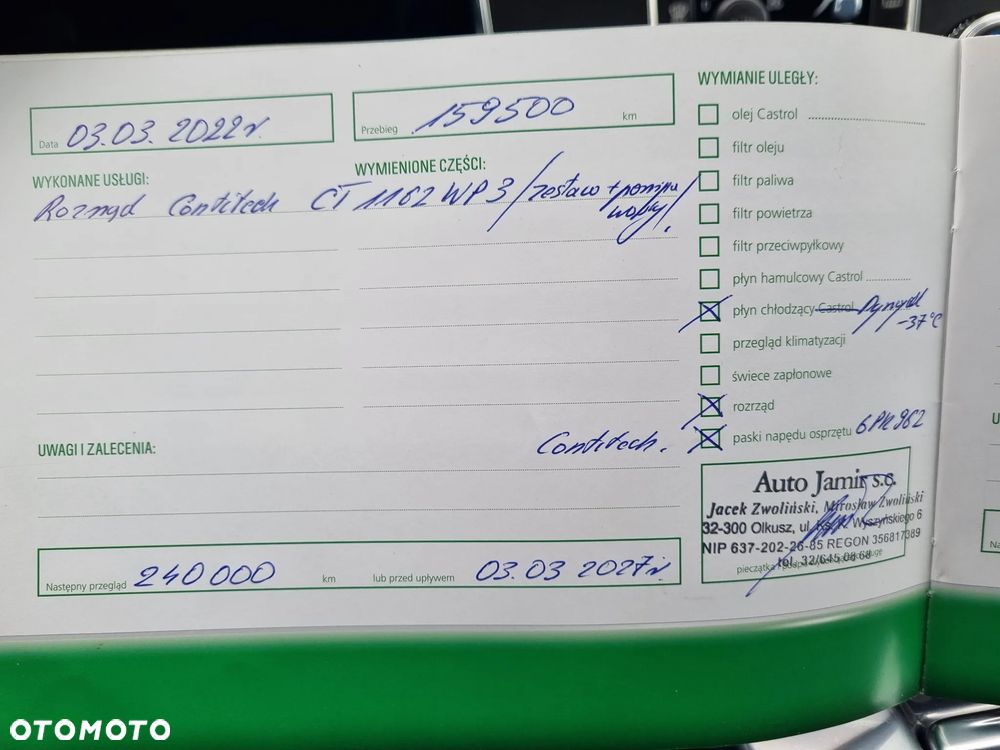 Data 03.03.2022r.
Przebieg 159500 km
WYKONANE USŁUGI:
WYMIENIONE CZĘŚCI:
Rozrząd Contitech CT 1162 WP3 /zestaw + pompa
wody/.
UWAGI I ZALECENIA:
Contitech.
Następny przegląd 240000 km lub przed upływem 03.03 2027r.
WYMIANIE ULEGŁY:
olej Castrol
filtr oleju
filtr paliwa
filtr powietrza
filtr przeciwpyłkowy
płyn hamulcowy Castrol
płyn chłodzący Castrol
-37°C
przegląd klimatyzacji
świece zapłonowe
rozrząd
paski napędu osprzętu 6PK962
Auto Jamir s.c.
Jacek Zwoliński, Mirosław Zwoliński
32-300 Olkusz, ul. Wyszyńskiego 6
NIP 637-202-26-85 REGON 356817389
tel. 32/645 08 68
OTOMOTO